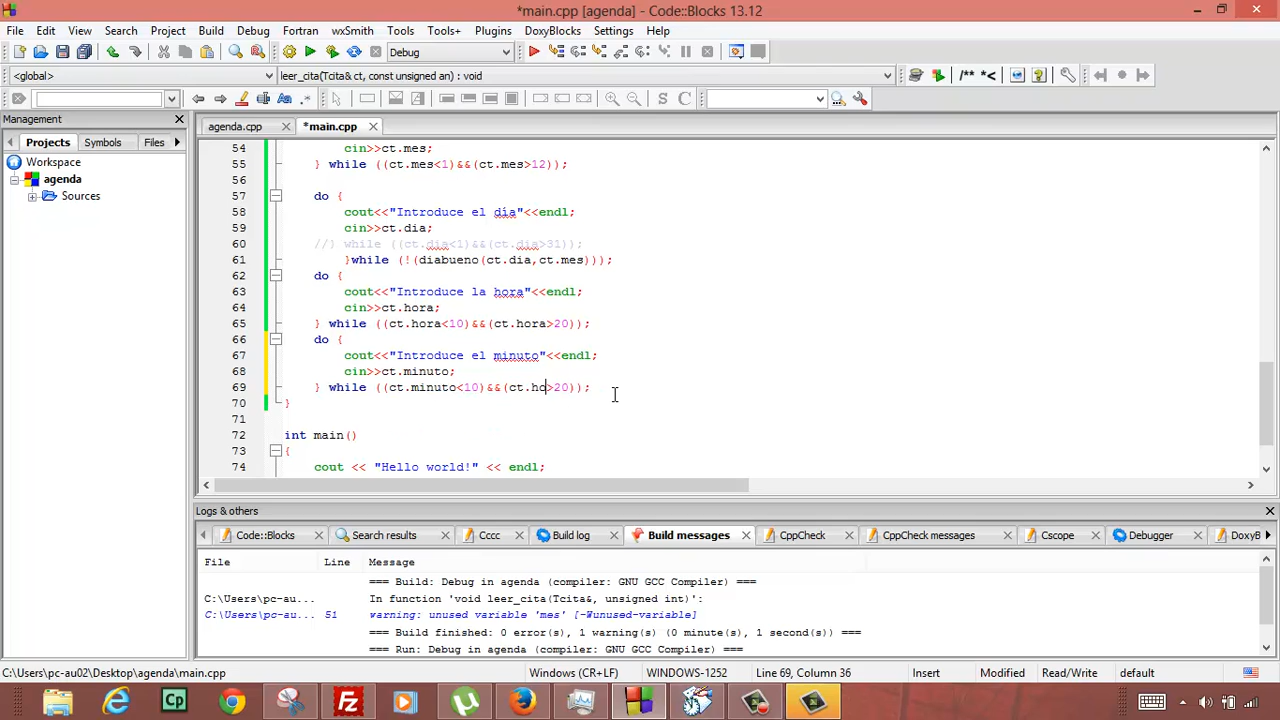 *main.cpp [agenda] - Code::Blocks 13.12
File Edit View Search Project Build Debug Fortran wxSmith Tools Tools+ Plugins DoxyBlocks Settings Help
Debug
<global>
leer_cita(Tcita& ct, const unsigned an) : void
/** *<
Management
agenda.cpp
*main.cpp
Projects Symbols Files
Workspace
agenda
Sources
54 cin>>ct.mes;
55 } while ((ct.mes<1)&&(ct.mes>12));
56
57 do {
58 cout<<"Introduce el día"<<endl;
59 cin>>ct.dia;
60 //} while ((ct.dia<1)&&(ct.dia>31));
61 }while (!(diabueno(ct.dia,ct.mes)));
62 do {
63 cout<<"Introduce la hora"<<endl;
64 cin>>ct.hora;
65 } while ((ct.hora<10)&&(ct.hora>20));
66 do {
67 cout<<"Introduce el minuto"<<endl;
68 cin>>ct.minuto;
69 } while ((ct.minuto<10)&&(ct.ho>20));
70 }
71
72 int main()
73 {
74 cout << "Hello world!" << endl;
Logs & others
Code::Blocks Search results Cccc Build log Build messages CppCheck CppCheck messages Cscope Debugger DoxyB
File Line Message
=== Build: Debug in agenda (compiler: GNU GCC Compiler) ===
C:\Users\pc-au... In function 'void leer_cita(Tcita&, unsigned int)':
C:\Users\pc-au... 51 warning: unused variable 'mes' [-Wunused-variable]
=== Build finished: 0 error(s), 1 warning(s) (0 minute(s), 1 second(s)) ===
=== Run: Debug in agenda (compiler: GNU GCC Compiler) ===
C:\Users\pc-au02\Desktop\agenda\main.cpp Windows (CR+LF) WINDOWS-1252 Line 69, Column 36 Insert Modified Read/Write default